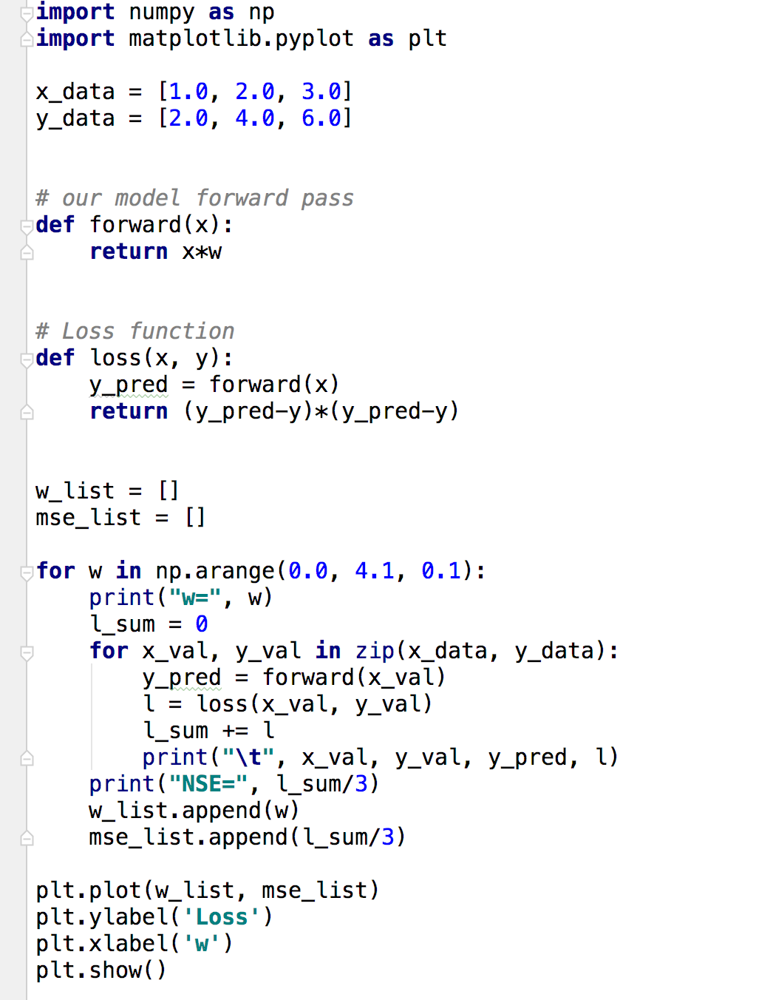 import numpy as np
import matplotlib.pyplot as plt

x_data = [1.0, 2.0, 3.0]
y_data = [2.0, 4.0, 6.0]


# our model forward pass
def forward(x):
    return x*w


# Loss function
def loss(x, y):
    y_pred = forward(x)
    return (y_pred-y)*(y_pred-y)


w_list = []
mse_list = []

for w in np.arange(0.0, 4.1, 0.1):
    print("w=", w)
    l_sum = 0
    for x_val, y_val in zip(x_data, y_data):
        y_pred = forward(x_val)
        l = loss(x_val, y_val)
        l_sum += l
        print("\t", x_val, y_val, y_pred, l)
    print("NSE=", l_sum/3)
    w_list.append(w)
    mse_list.append(l_sum/3)

plt.plot(w_list, mse_list)
plt.ylabel('Loss')
plt.xlabel('w')
plt.show()